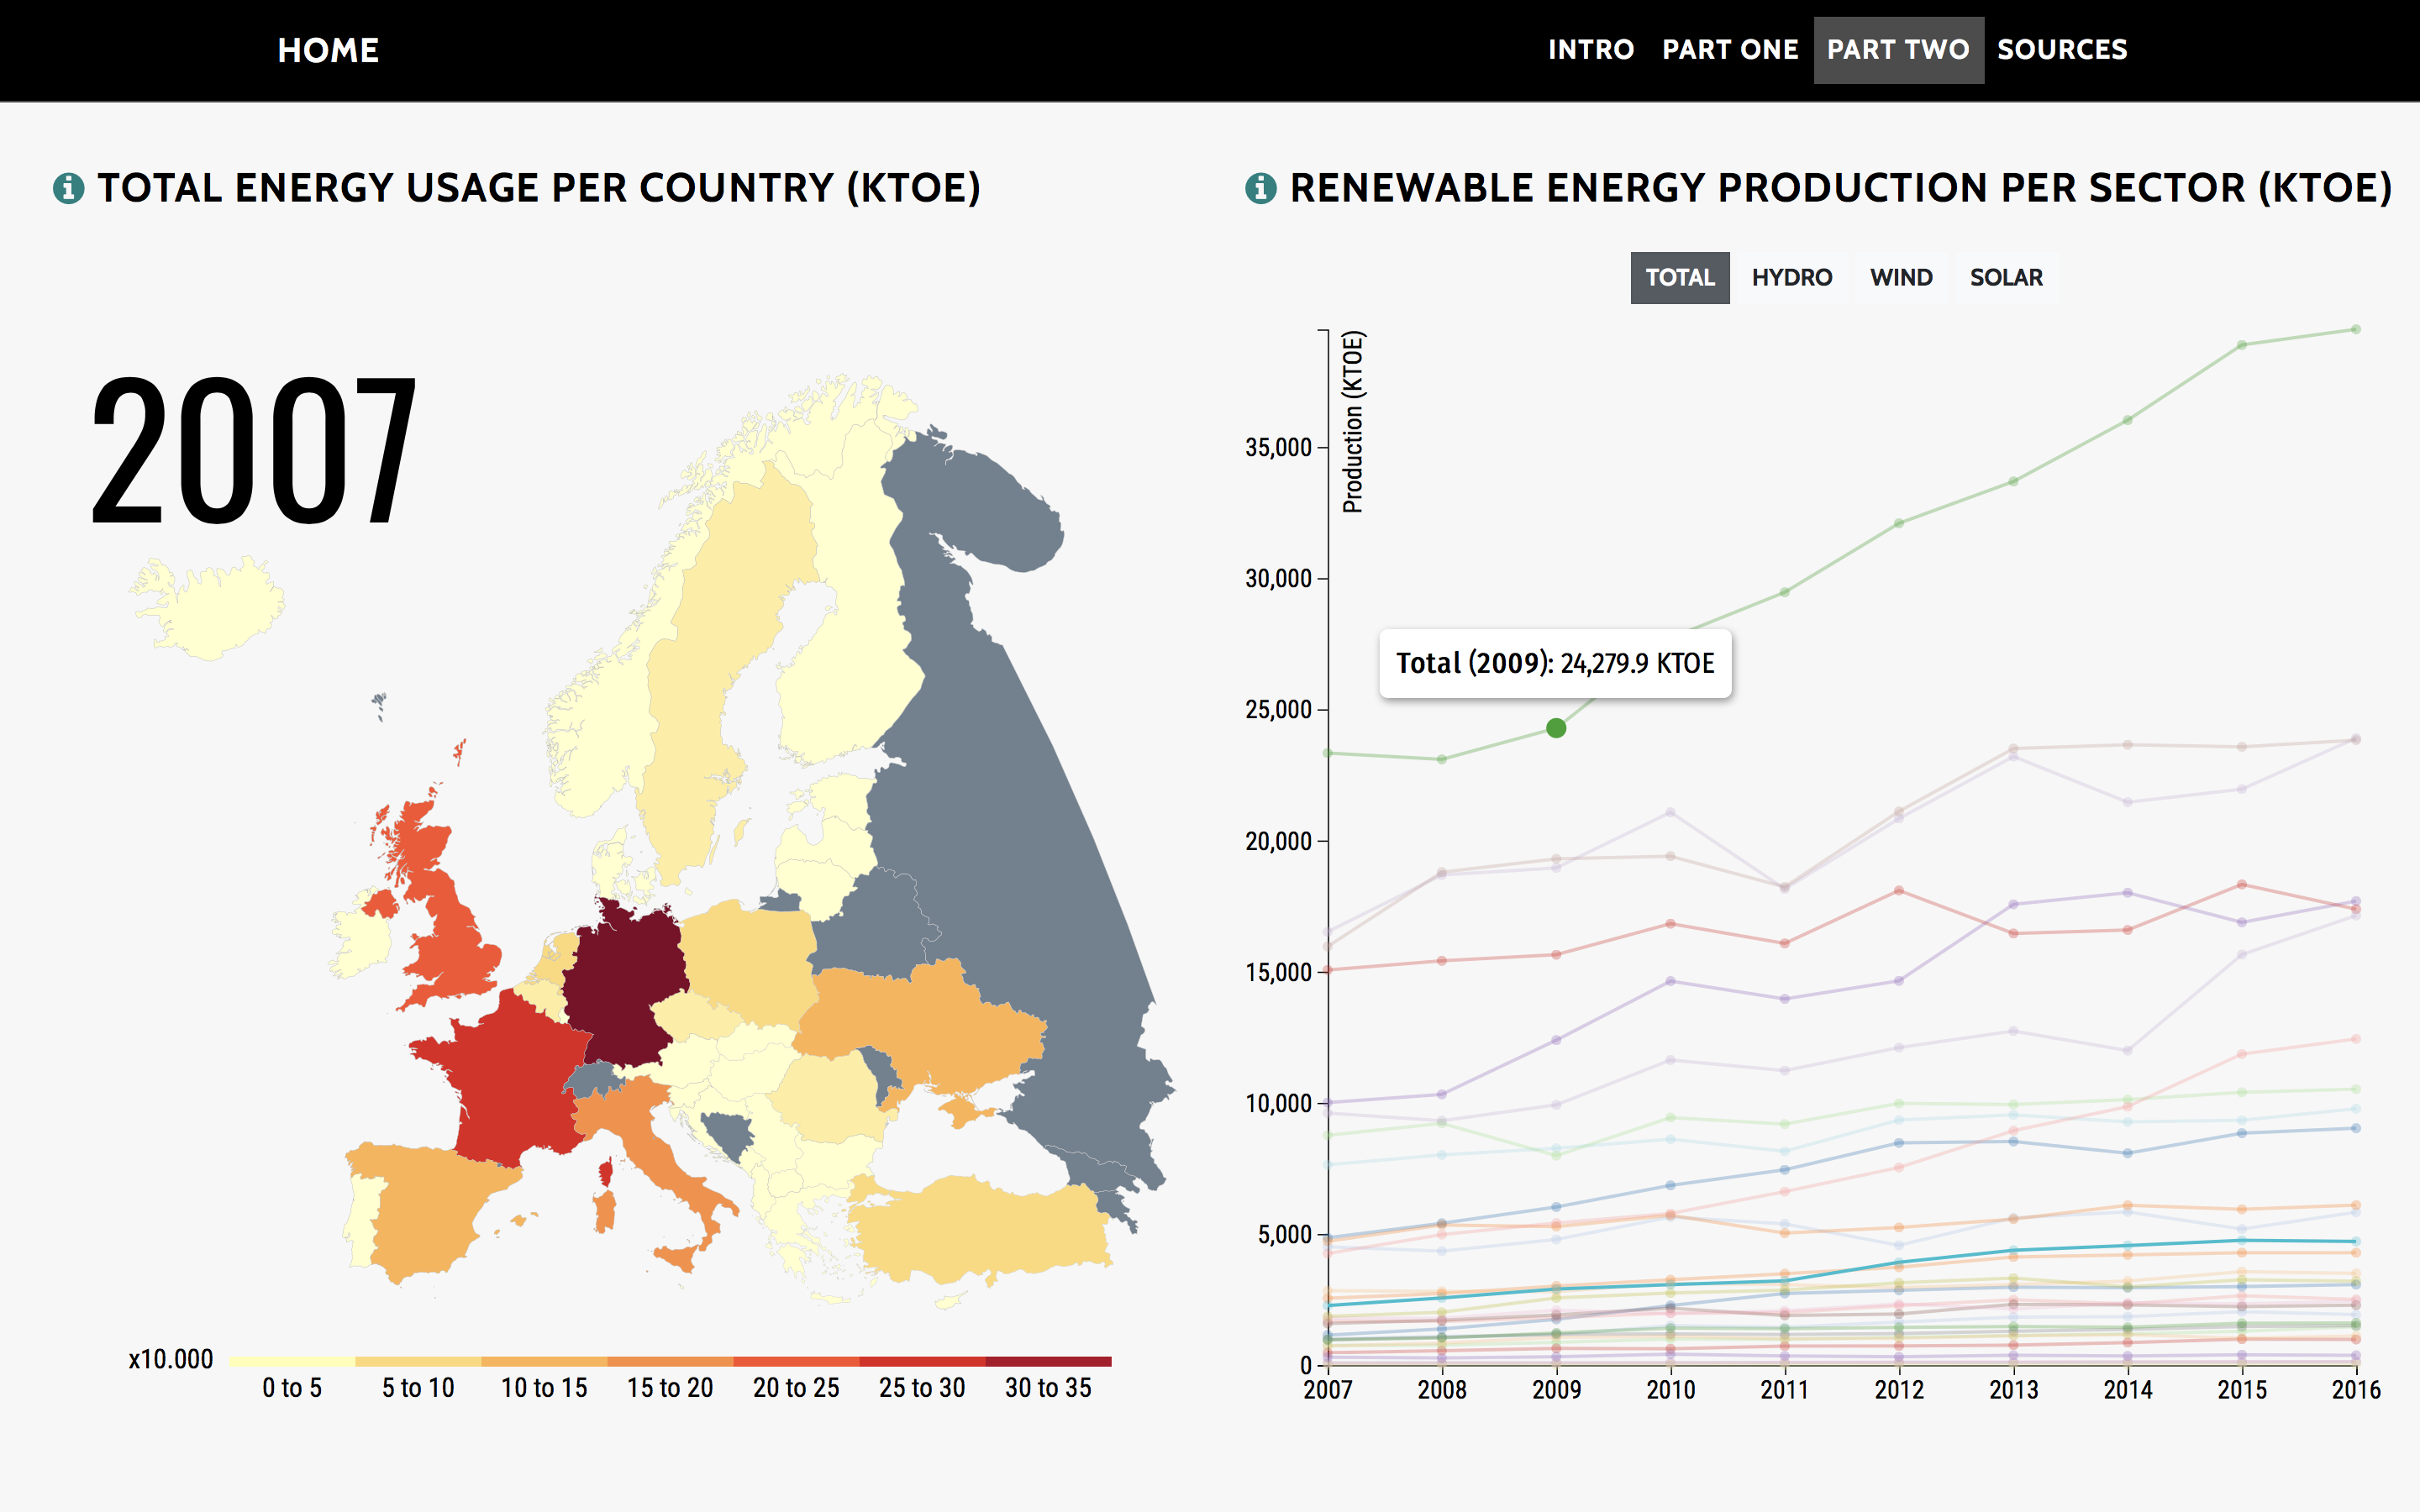 HOME
INTRO PART ONE PART TWO SOURCES
TOTAL ENERGY USAGE PER COUNTRY (KTOE)
2007
x10.000
0 to 5 5 to 10 10 to 15 15 to 20 20 to 25 25 to 30 30 to 35
RENEWABLE ENERGY PRODUCTION PER SECTOR (KTOE)
TOTAL HYDRO WIND SOLAR
Production (KTOE)
35,000
30,000
Total (2009): 24,279.9 KTOE
25,000
20,000
15,000
10,000
5,000
0
2007 2008 2009 2010 2011 2012 2013 2014 2015 2016